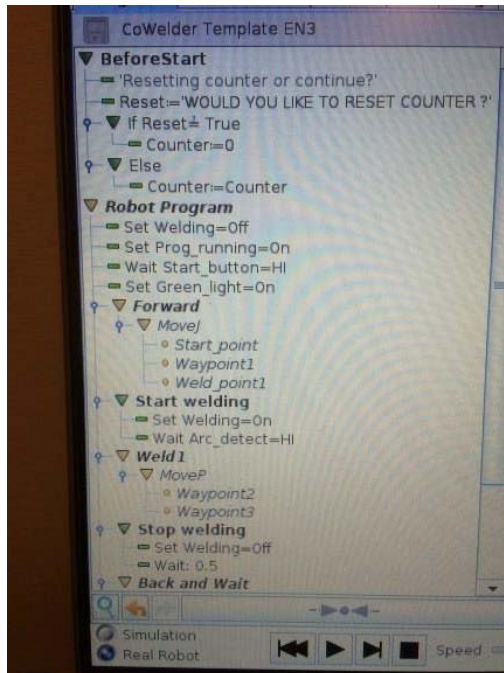 CoWelder Template EN3
BeforeStart
'Resetting counter or continue?'
Reset:='WOULD YOU LIKE TO RESET COUNTER ?'
If Reset≟ True
Counter:=0
Else
Counter:=Counter
Robot Program
Set Welding=Off
Set Prog_running=On
Wait Start_button=HI
Set Green_light=On
Forward
MoveJ
Start_point
Waypoint1
Weld_point1
Start welding
Set Welding=On
Wait Arc_detect=HI
Weld1
MoveP
Waypoint2
Waypoint3
Stop welding
Set Welding=Off
Wait: 0.5
Back and Wait
Simulation
Real Robot
Speed